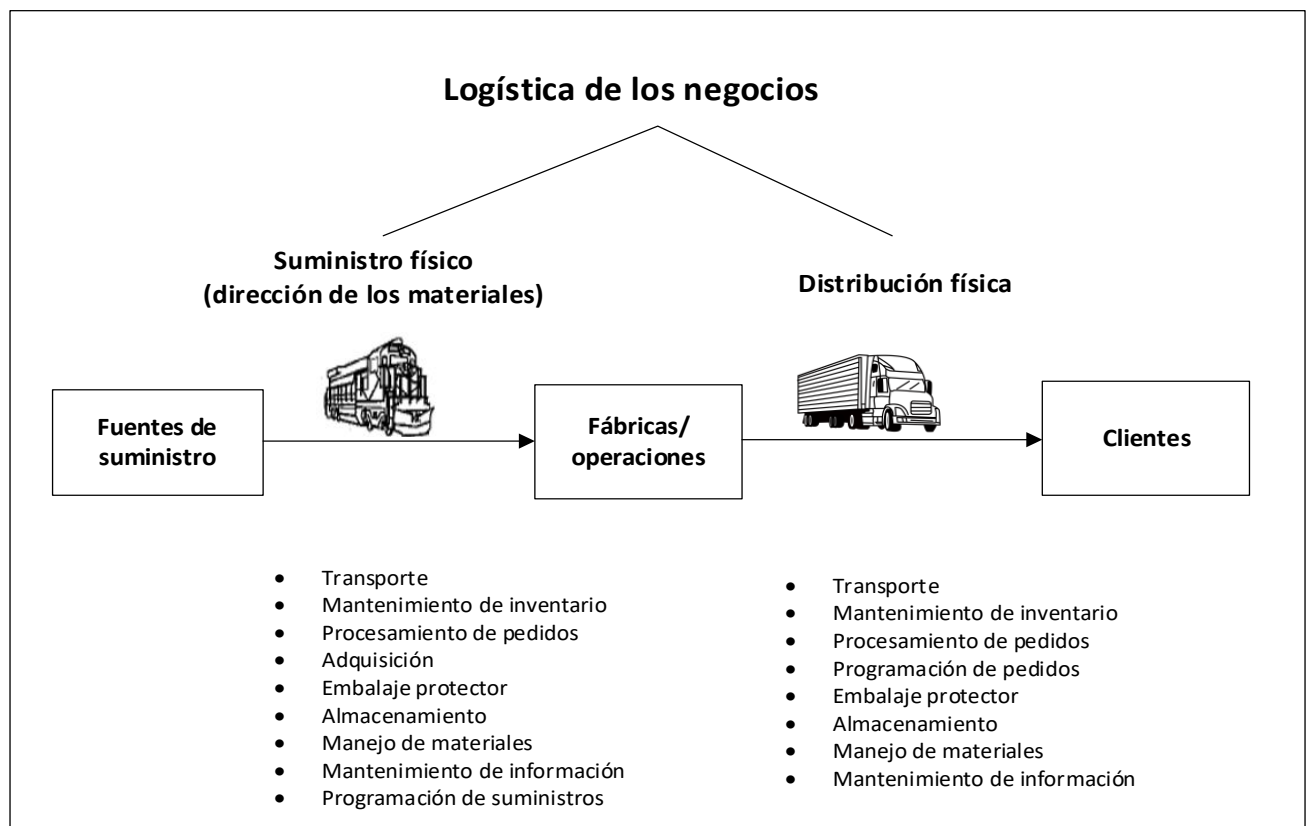 Logística de los negocios
Suministro físico
(dirección de los materiales)
Distribución física
Fuentes de
suministro
Fábricas/
operaciones
Clientes
• Transporte
• Mantenimiento de inventario
• Procesamiento de pedidos
• Adquisición
• Embalaje protector
• Almacenamiento
• Manejo de materiales
• Mantenimiento de información
• Programación de suministros
• Transporte
• Mantenimiento de inventario
• Procesamiento de pedidos
• Programación de pedidos
• Embalaje protector
• Almacenamiento
• Manejo de materiales
• Mantenimiento de información